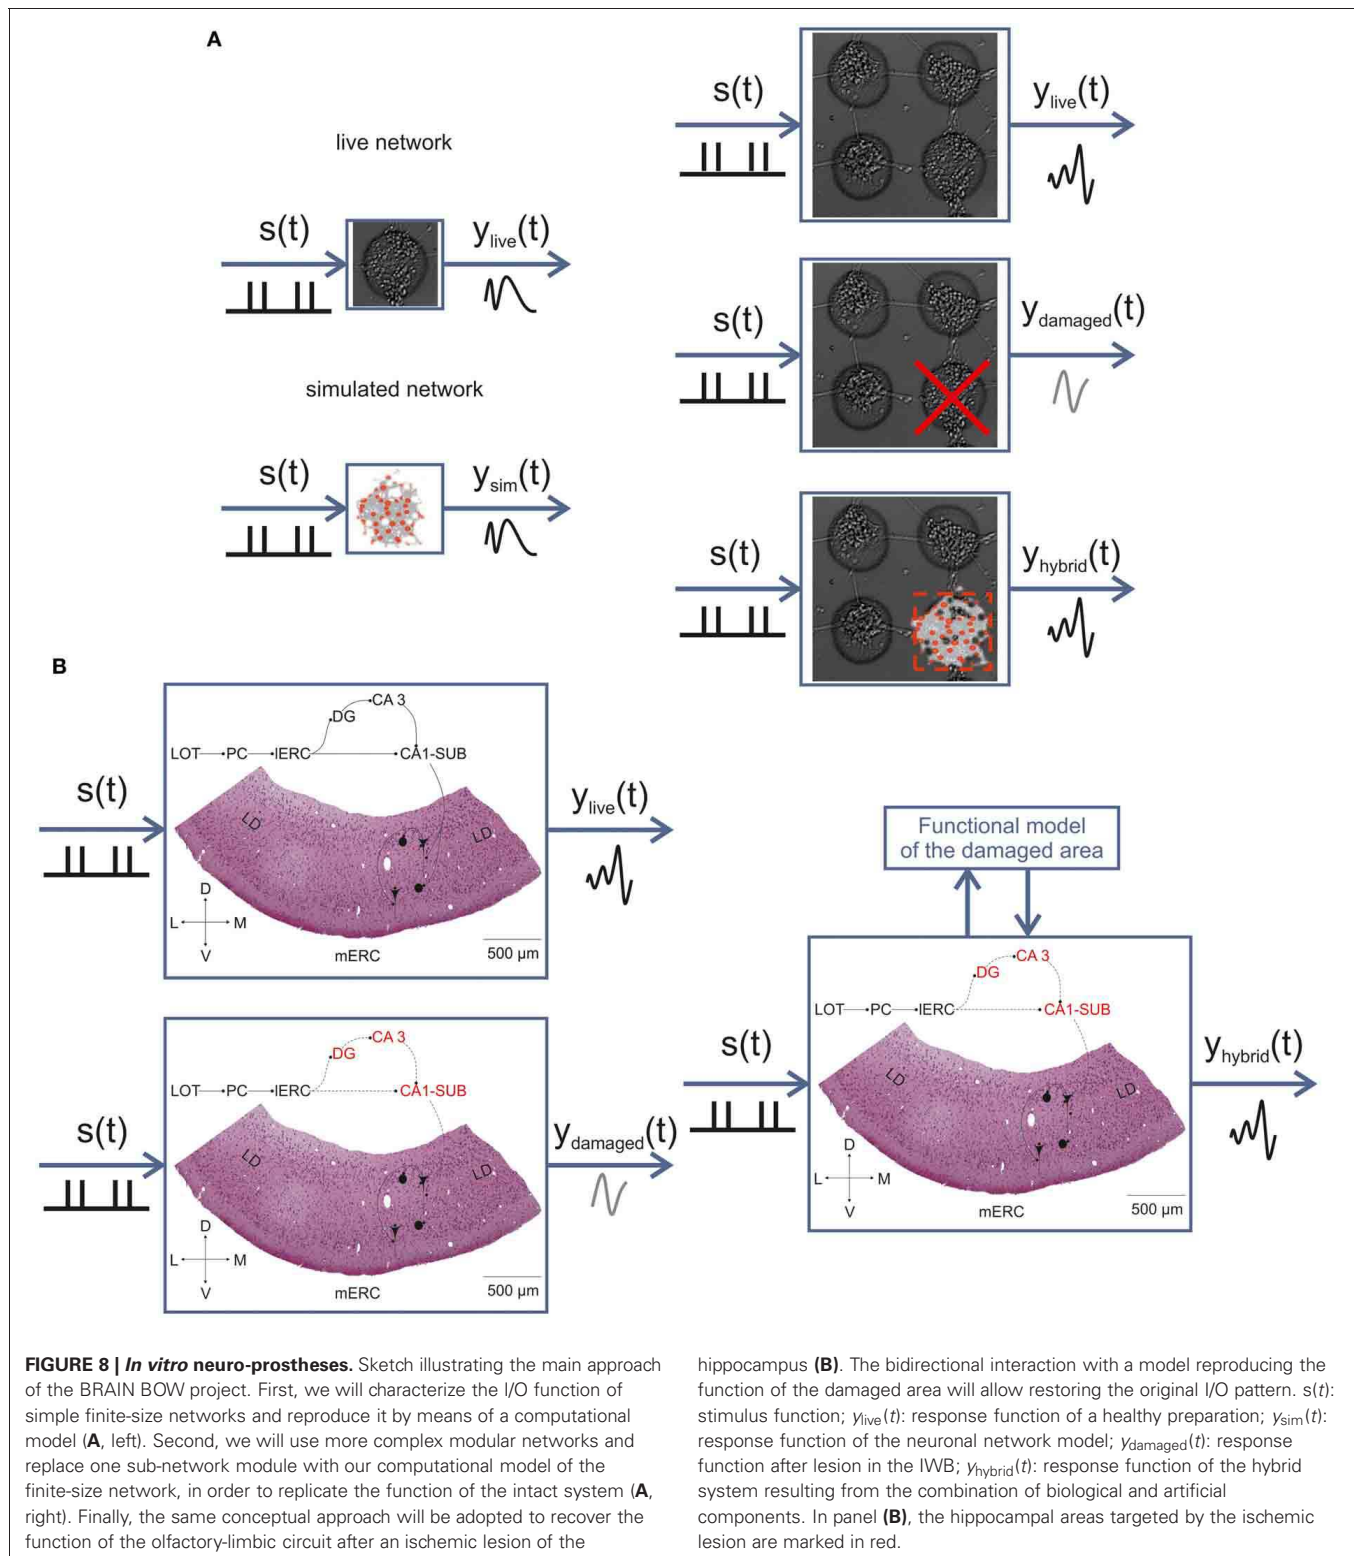 A
live network
s(t)
y_live(t)
simulated network
s(t)
y_sim(t)
s(t)
y_live(t)
s(t)
y_damaged(t)
s(t)
y_hybrid(t)
B
s(t)
CA 3
DG
LOT PC lERC CA1-SUB
LD
LD
D
L M
V
mERC
500 µm
y_live(t)
s(t)
CA 3
DG
LOT PC lERC CA1-SUB
LD
LD
D
L M
V
mERC
500 µm
y_damaged(t)
Functional model
of the damaged area
s(t)
CA 3
DG
LOT PC lERC CA1-SUB
LD
LD
D
L M
V
mERC
500 µm
y_hybrid(t)
FIGURE 8 | In vitro neuro-prostheses. Sketch illustrating the main approach
of the BRAIN BOW project. First, we will characterize the I/O function of
simple finite-size networks and reproduce it by means of a computational
model (A, left). Second, we will use more complex modular networks and
replace one sub-network module with our computational model of the
finite-size network, in order to replicate the function of the intact system (A,
right). Finally, the same conceptual approach will be adopted to recover the
function of the olfactory-limbic circuit after an ischemic lesion of the
hippocampus (B). The bidirectional interaction with a model reproducing the
function of the damaged area will allow restoring the original I/O pattern. s(t):
stimulus function; y_live(t): response function of a healthy preparation; y_sim(t):
response function of the neuronal network model; y_damaged(t): response
function after lesion in the IWB; y_hybrid(t): response function of the hybrid
system resulting from the combination of biological and artificial
components. In panel (B), the hippocampal areas targeted by the ischemic
lesion are marked in red.